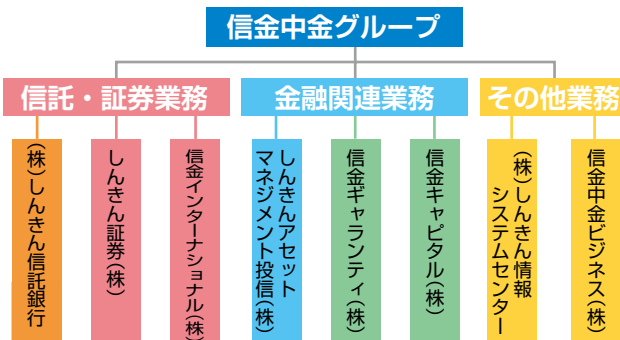 信金中金グループ
信託・証券業務
金融関連業務
その他業務
(株)しんきん信託銀行
しんきん証券(株)
信金インターナショナル(株)
しんきんアセット
マネジメント投信(株)
信金ギャランティ(株)
信金キャピタル(株)
(株)しんきん情報
システムセンター
信金中金ビジネス(株)